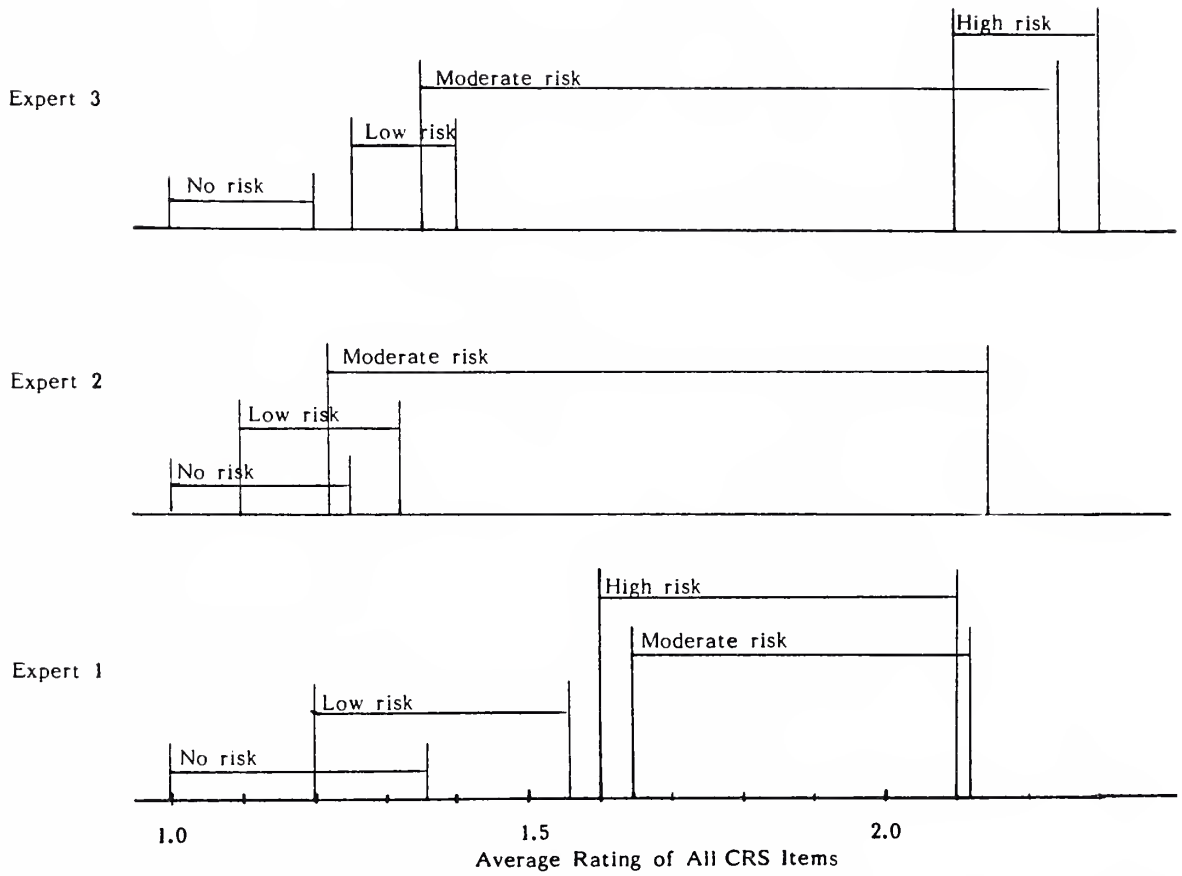 High risk
Moderate risk
Expert 3
Low risk
No risk
Moderate risk
Expert 2
Low risk
No risk
High risk
Moderate risk
Expert 1
Low risk
No risk
1.0 1.5 2.0
Average Rating of All CRS Items